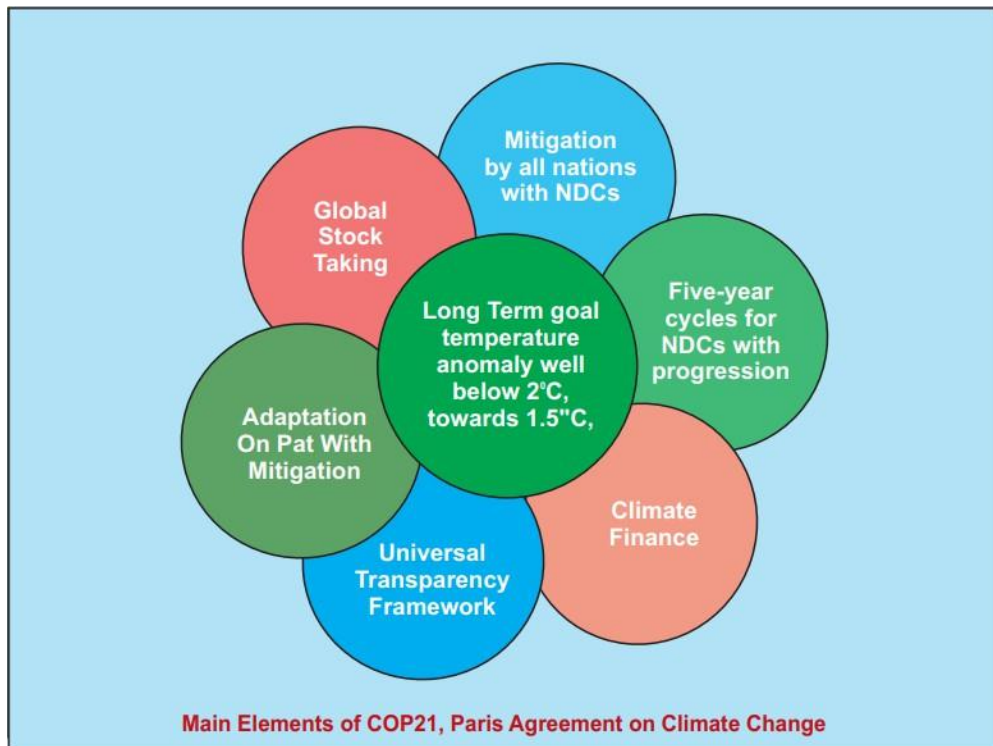 Mitigation
by all nations
with NDCs
Global
Stock
Taking
Five-year
cycles for
NDCs with
progression
Long Term goal
temperature
anomaly well
below 2⁰C,
towards 1.5"C,
Adaptation
On Pat With
Mitigation
Climate
Finance
Universal
Transparency
Framework
Main Elements of COP21, Paris Agreement on Climate Change